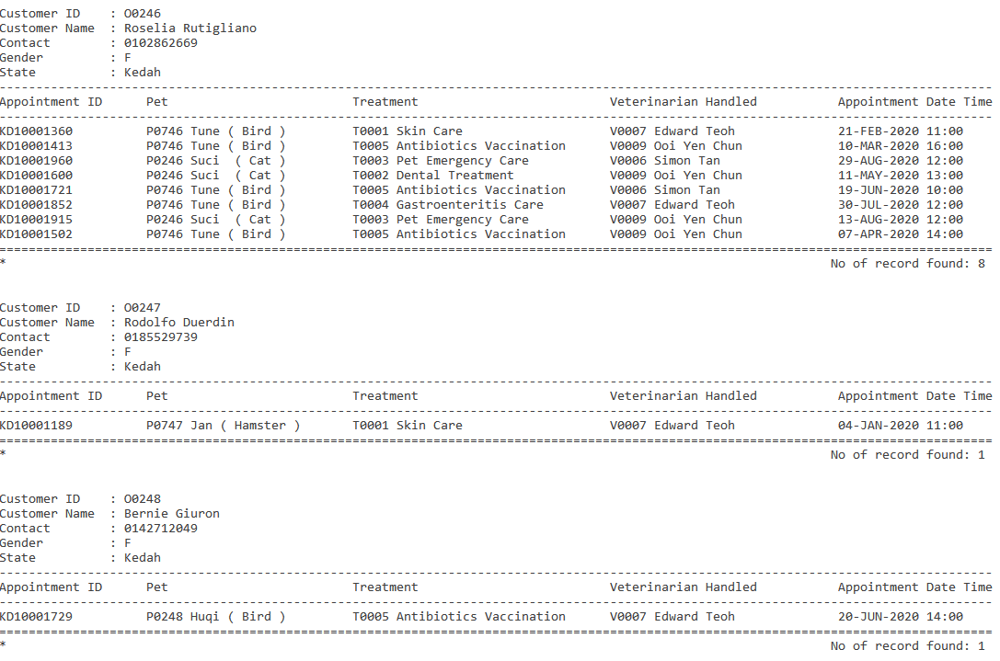 Customer ID    : O0246
Customer Name  : Roselia Rutigliano
Contact        : 0102862669
Gender         : F
State          : Kedah
---------------------------------------------------------------------------------------------------------------------------------------
Appointment ID      Pet                         Treatment                          Veterinarian Handled           Appointment Date Time
---------------------------------------------------------------------------------------------------------------------------------------
KD10001360          P0746 Tune ( Bird )         T0001 Skin Care                    V0007 Edward Teoh              21-FEB-2020 11:00
KD10001413          P0746 Tune ( Bird )         T0005 Antibiotics Vaccination      V0009 Ooi Yen Chun             10-MAR-2020 16:00
KD10001960          P0246 Suci  ( Cat )         T0003 Pet Emergency Care           V0006 Simon Tan                29-AUG-2020 12:00
KD10001600          P0246 Suci  ( Cat )         T0002 Dental Treatment             V0009 Ooi Yen Chun             11-MAY-2020 13:00
KD10001721          P0746 Tune ( Bird )         T0005 Antibiotics Vaccination      V0006 Simon Tan                19-JUN-2020 10:00
KD10001852          P0746 Tune ( Bird )         T0004 Gastroenteritis Care         V0007 Edward Teoh              30-JUL-2020 12:00
KD10001915          P0246 Suci  ( Cat )         T0003 Pet Emergency Care           V0009 Ooi Yen Chun             13-AUG-2020 12:00
KD10001502          P0746 Tune ( Bird )         T0005 Antibiotics Vaccination      V0009 Ooi Yen Chun             07-APR-2020 14:00
=======================================================================================================================================
*                                                                                                                No of record found: 8
Customer ID    : O0247
Customer Name  : Rodolfo Duerdin
Contact        : 0185529739
Gender         : F
State          : Kedah
---------------------------------------------------------------------------------------------------------------------------------------
Appointment ID      Pet                         Treatment                          Veterinarian Handled           Appointment Date Time
---------------------------------------------------------------------------------------------------------------------------------------
KD10001189          P0747 Jan ( Hamster )       T0001 Skin Care                    V0007 Edward Teoh              04-JAN-2020 11:00
=======================================================================================================================================
*                                                                                                                No of record found: 1
Customer ID    : O0248
Customer Name  : Bernie Giuron
Contact        : 0142712049
Gender         : F
State          : Kedah
---------------------------------------------------------------------------------------------------------------------------------------
Appointment ID      Pet                         Treatment                          Veterinarian Handled           Appointment Date Time
---------------------------------------------------------------------------------------------------------------------------------------
KD10001729          P0248 Huqi ( Bird )         T0005 Antibiotics Vaccination      V0007 Edward Teoh              20-JUN-2020 14:00
=======================================================================================================================================
*                                                                                                                No of record found: 1